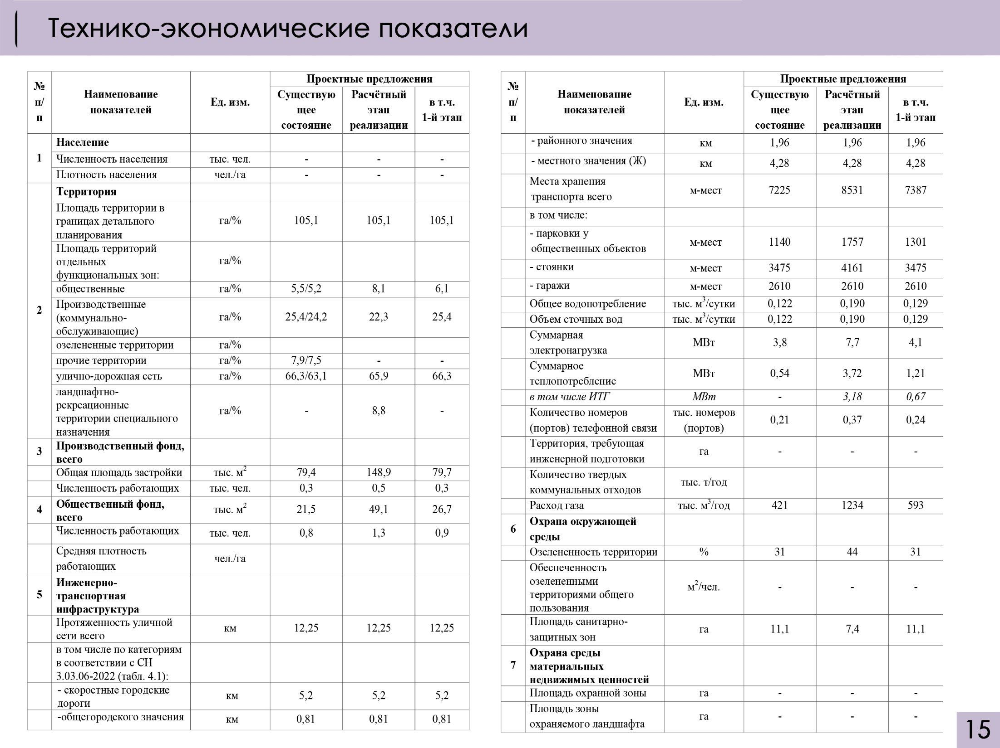 Технико-экономические показатели
№ п/п | Наименование показателей | Ед. изм. | Проектные предложения
Существующее состояние | Расчётный этап реализации | в т.ч. 1-й этап
1 | Население
Численность населения | тыс. чел. | - | - | -
Плотность населения | чел./га | - | - | -
2 | Территория
Площадь территории в границах детального планирования | га/% | 105,1 | 105,1 | 105,1
Площадь территорий отдельных функциональных зон: | га/%
общественные | га/% | 5,5/5,2 | 8,1 | 6,1
Производственные (коммунально-обслуживающие) | га/% | 25,4/24,2 | 22,3 | 25,4
озелененные территории | га/%
прочие территории | га/% | 7,9/7,5 | - | -
улично-дорожная сеть | га/% | 66,3/63,1 | 65,9 | 66,3
ландшафтно-рекреационные территории специального назначения | га/% | - | 8,8 | -
3 | Производственный фонд, всего
Общая площадь застройки | тыс. м² | 79,4 | 148,9 | 79,7
Численность работающих | тыс. чел. | 0,3 | 0,5 | 0,3
4 | Общественный фонд, всего | тыс. м² | 21,5 | 49,1 | 26,7
Численность работающих | тыс. чел. | 0,8 | 1,3 | 0,9
Средняя плотность работающих | чел./га
5 | Инженерно-транспортная инфраструктура
Протяженность уличной сети всего | км | 12,25 | 12,25 | 12,25
в том числе по категориям в соответствии с СН 3.03.06-2022 (табл. 4.1):
- скоростные городские дороги | км | 5,2 | 5,2 | 5,2
-общегородского значения | км | 0,81 | 0,81 | 0,81
№ п/п | Наименование показателей | Ед. изм. | Проектные предложения
Существующее состояние | Расчётный этап реализации | в т.ч. 1-й этап
- районного значения | км | 1,96 | 1,96 | 1,96
- местного значения (Ж) | км | 4,28 | 4,28 | 4,28
Места хранения транспорта всего | м-мест | 7225 | 8531 | 7387
в том числе:
- парковки у общественных объектов | м-мест | 1140 | 1757 | 1301
- стоянки | м-мест | 3475 | 4161 | 3475
- гаражи | м-мест | 2610 | 2610 | 2610
Общее водопотребление | тыс. м³/сутки | 0,122 | 0,190 | 0,129
Объем сточных вод | тыс. м³/сутки | 0,122 | 0,190 | 0,129
Суммарная электронагрузка | МВт | 3,8 | 7,7 | 4,1
Суммарное теплопотребление | МВт | 0,54 | 3,72 | 1,21
в том числе ИТГ | МВт | - | 3,18 | 0,67
Количество номеров (портов) телефонной связи | тыс. номеров (портов) | 0,21 | 0,37 | 0,24
Территория, требующая инженерной подготовки | га | - | - | -
Количество твердых коммунальных отходов | тыс. т/год
Расход газа | тыс. м³/год | 421 | 1234 | 593
6 | Охрана окружающей среды
Озелененность территории | % | 31 | 44 | 31
Обеспеченность озелененными территориями общего пользования | м²/чел. | - | - | -
Площадь санитарно-защитных зон | га | 11,1 | 7,4 | 11,1
7 | Охрана среды материальных недвижимых ценностей
Площадь охранной зоны | га | - | - | -
Площадь зоны охраняемого ландшафта | га | - | - | -
15